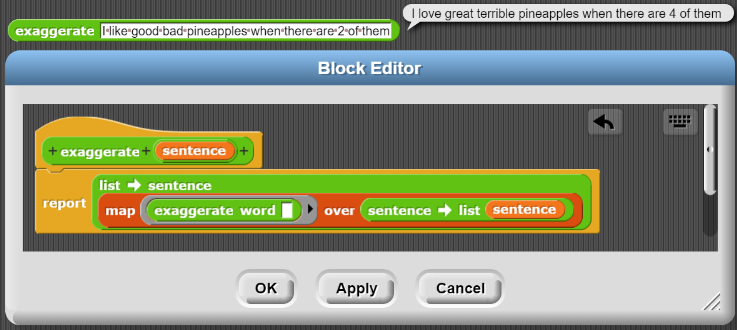 I love great terrible pineapples when there are 4 of them
exaggerate I like good bad pineapples when there are 2 of them
Block Editor
+ exaggerate + sentence +
list ➔ sentence
report map exaggerate word over sentence ➔ list sentence
OK Apply Cancel